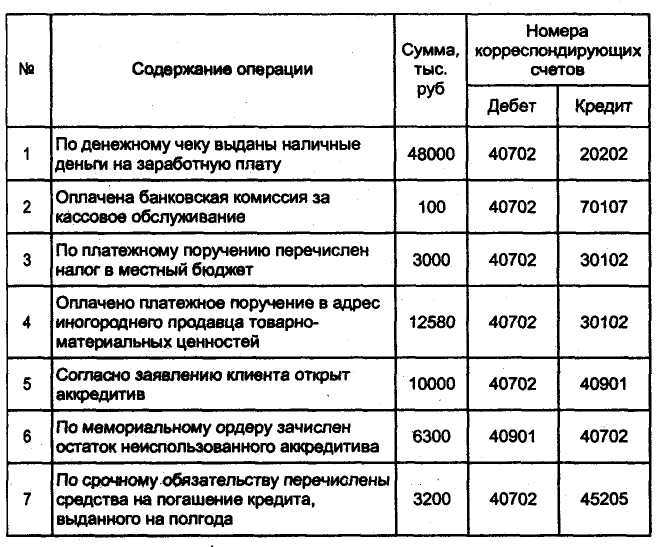 №
Содержание операции
Сумма,
тыс.
руб
Номера
корреспондирующих
счетов
Дебет
Кредит
1
По денежному чеку выданы наличные
деньги на заработную плату
48000
40702
20202
2
Оплачена банковская комиссия за
кассовое обслуживание
100
40702
70107
3
По платежному поручению перечислен
налог в местный бюджет
3000
40702
30102
4
Оплачено платежное поручение в адрес
иногороднего продавца товарно-
материальных ценностей
12580
40702
30102
5
Согласно заявлению клиента открыт
аккредитив
10000
40702
40901
6
По мемориальному ордеру зачислен
остаток неиспользованного аккредитива
6300
40901
40702
7
По срочному обязательству перечислены
средства на погашение кредита,
выданного на полгода
3200
40702
45205